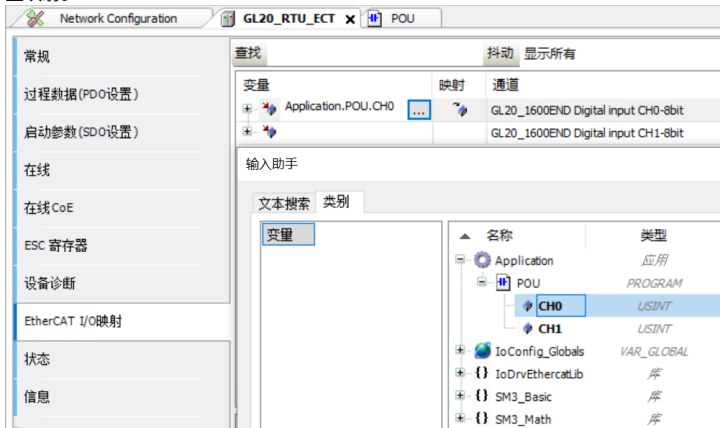 Network Configuration GL20_RTU_ECT POU
常规
过程数据(PDO设置)
启动参数(SDO设置)
在线
在线CoE
ESC 寄存器
设备诊断
EtherCAT I/O映射
状态
信息
查找 抖动 显示所有
变量 映射 通道
Application.POU.CH0 ... GL20_1600END Digital input CH0-8bit
GL20_1600END Digital input CH1-8bit
输入助手
文本搜索 类别
变量
名称 类型
Application 应用
POU PROGRAM
CH0 USINT
CH1 USINT
IoConfig_Globals VAR_GLOBAL
{} IoDrvEthercatLib 库
{} SM3_Basic 库
{} SM3_Math 库